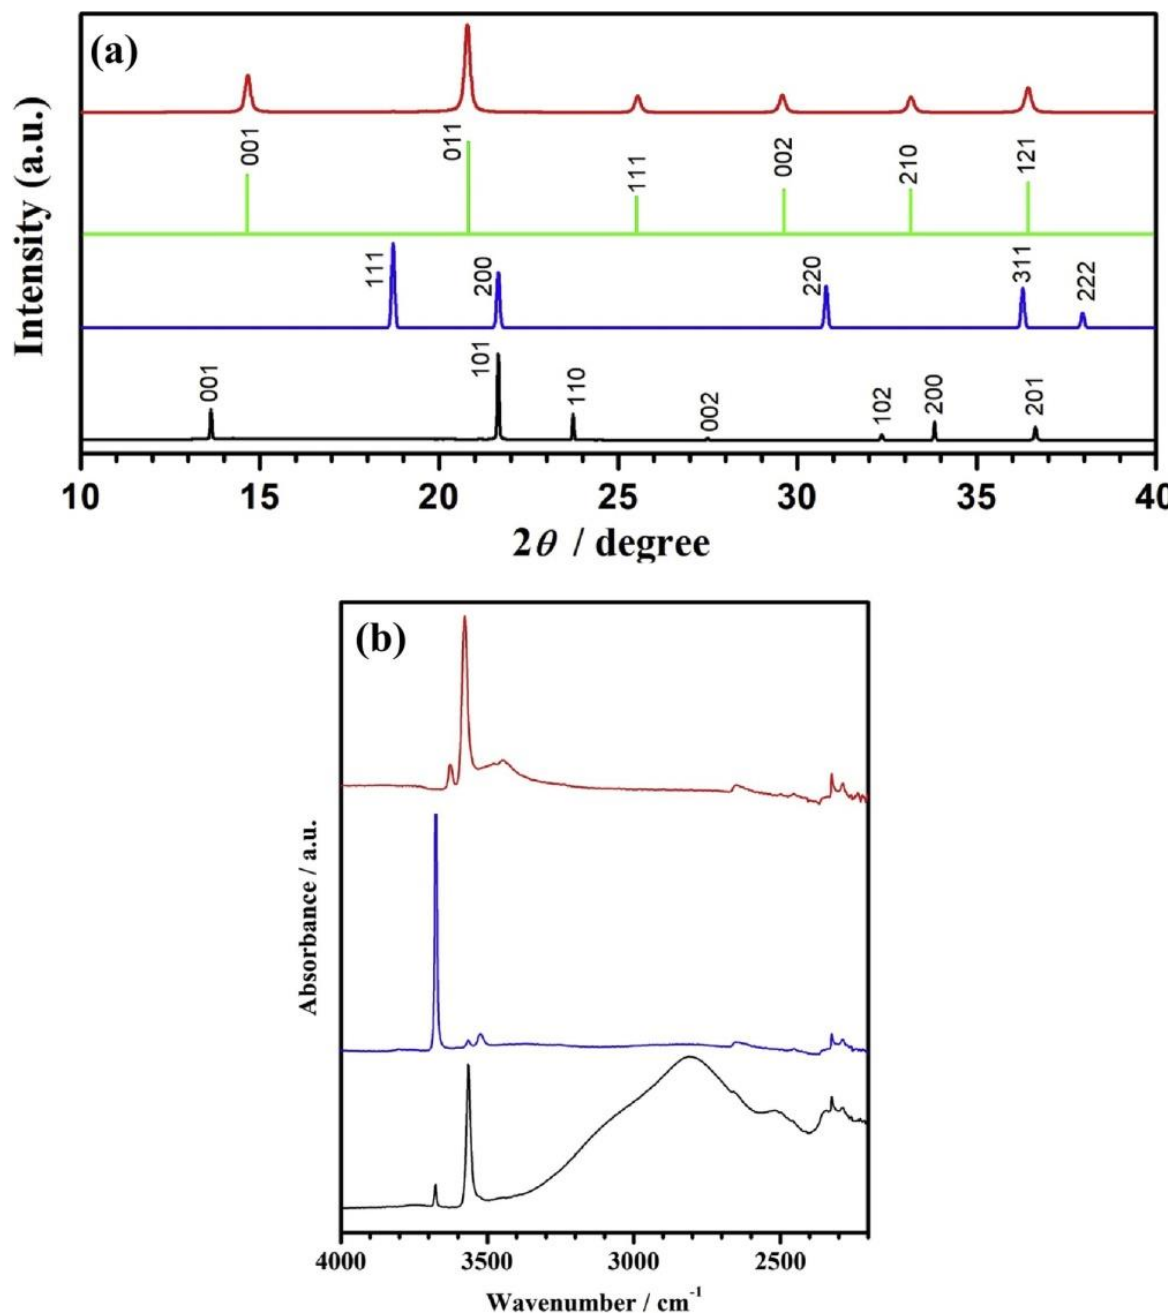 (a)
Intensity (a.u.)
001
011
111
002
210
121
111
200
220
311
222
001
101
110
002
102
200
201
10 15 20 25 30 35 40
2θ / degree
(b)
Absorbance / a.u.
4000 3500 3000 2500
Wavenumber / cm⁻¹